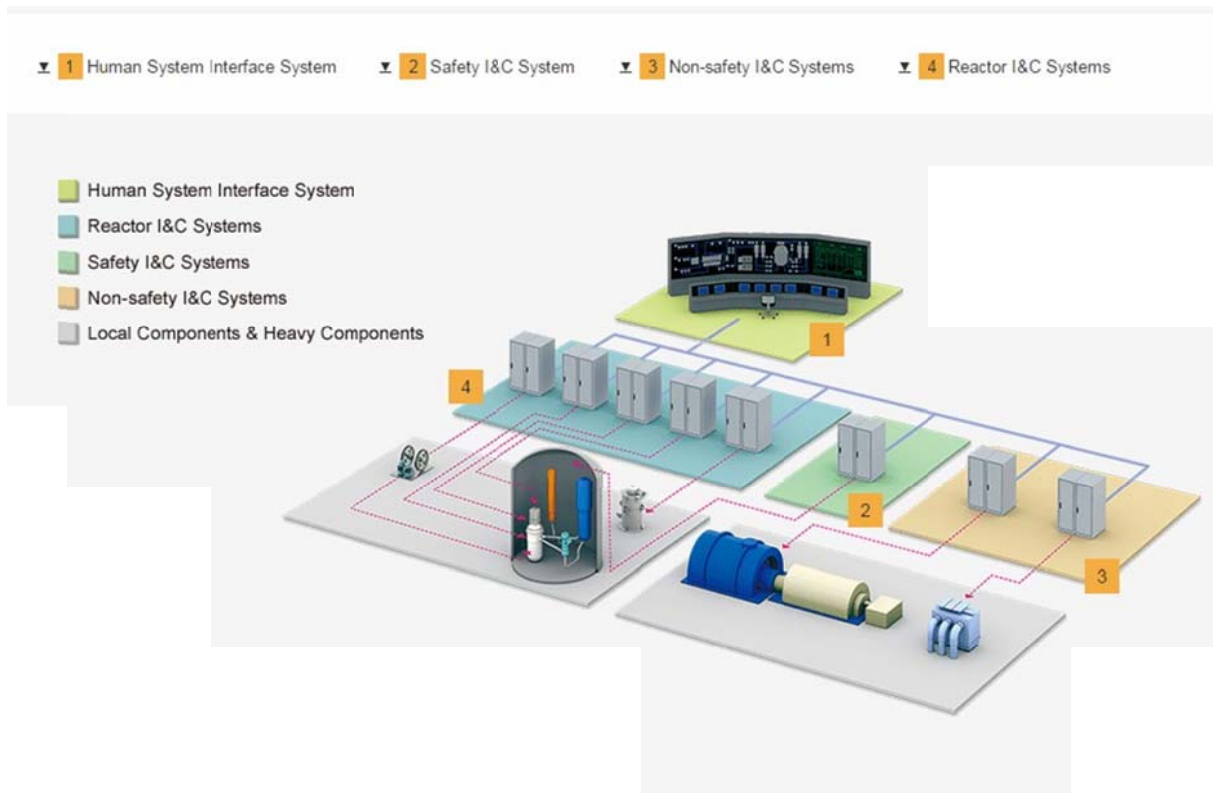 1 Human System Interface System
2 Safety I&C System
3 Non-safety I&C Systems
4 Reactor I&C Systems
Human System Interface System
Reactor I&C Systems
Safety I&C Systems
Non-safety I&C Systems
Local Components & Heavy Components
1
4
2
3